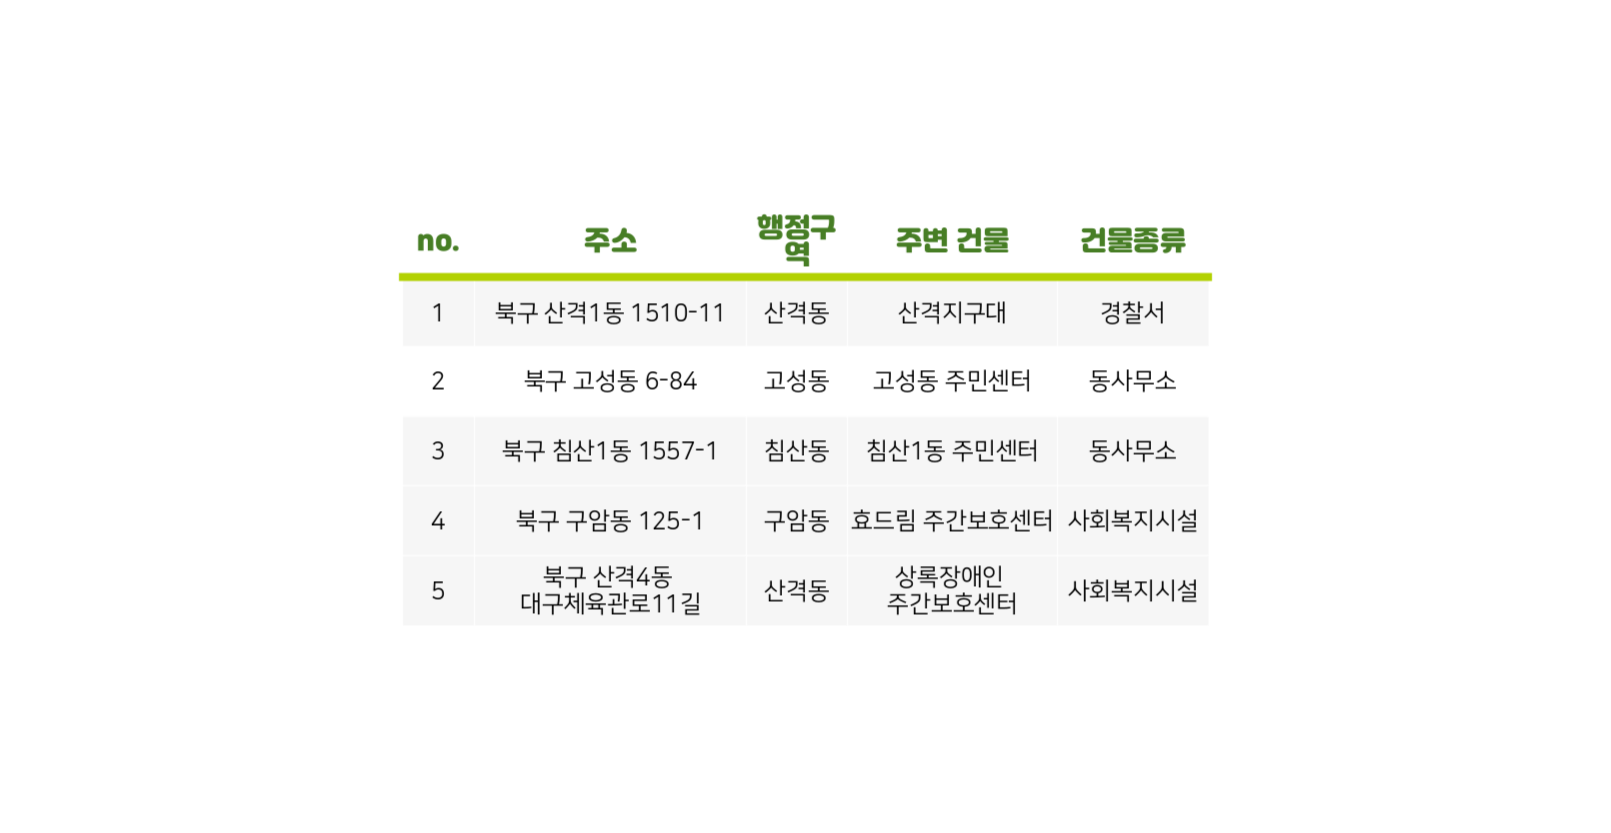 no. 주소 행정구역 주변 건물 건물종류
1 북구 산격1동 1510-11 산격동 산격지구대 경찰서
2 북구 고성동 6-84 고성동 고성동 주민센터 동사무소
3 북구 침산1동 1557-1 침산동 침산1동 주민센터 동사무소
4 북구 구암동 125-1 구암동 효드림 주간보호센터 사회복지시설
5 북구 산격4동 대구체육관로11길 산격동 상록장애인 주간보호센터 사회복지시설